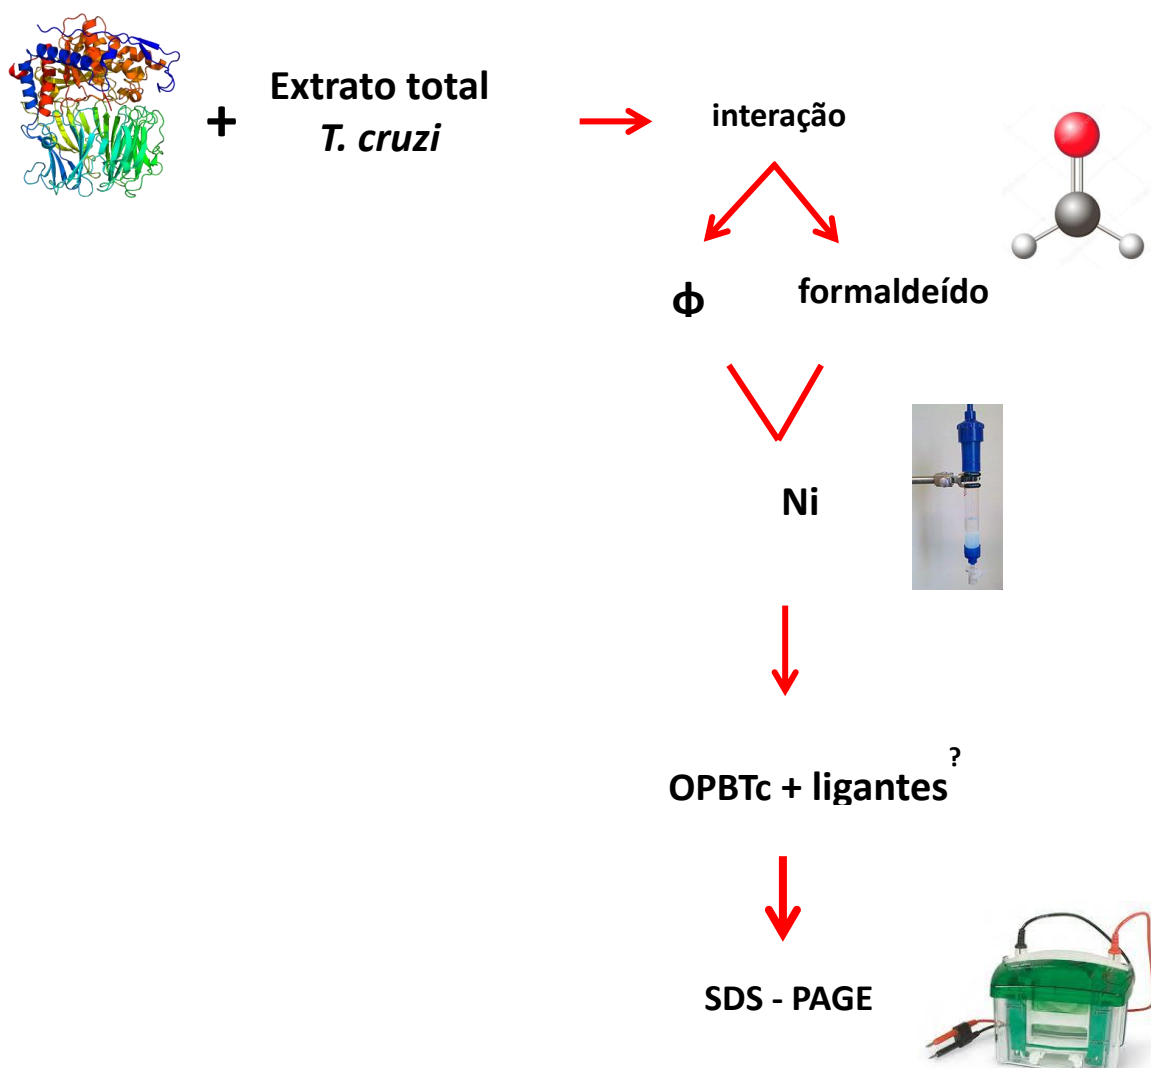 +
Extrato total
T. cruzi
interação
Φ
formaldeído
Ni
OPBTc + ligantes ?
SDS - PAGE